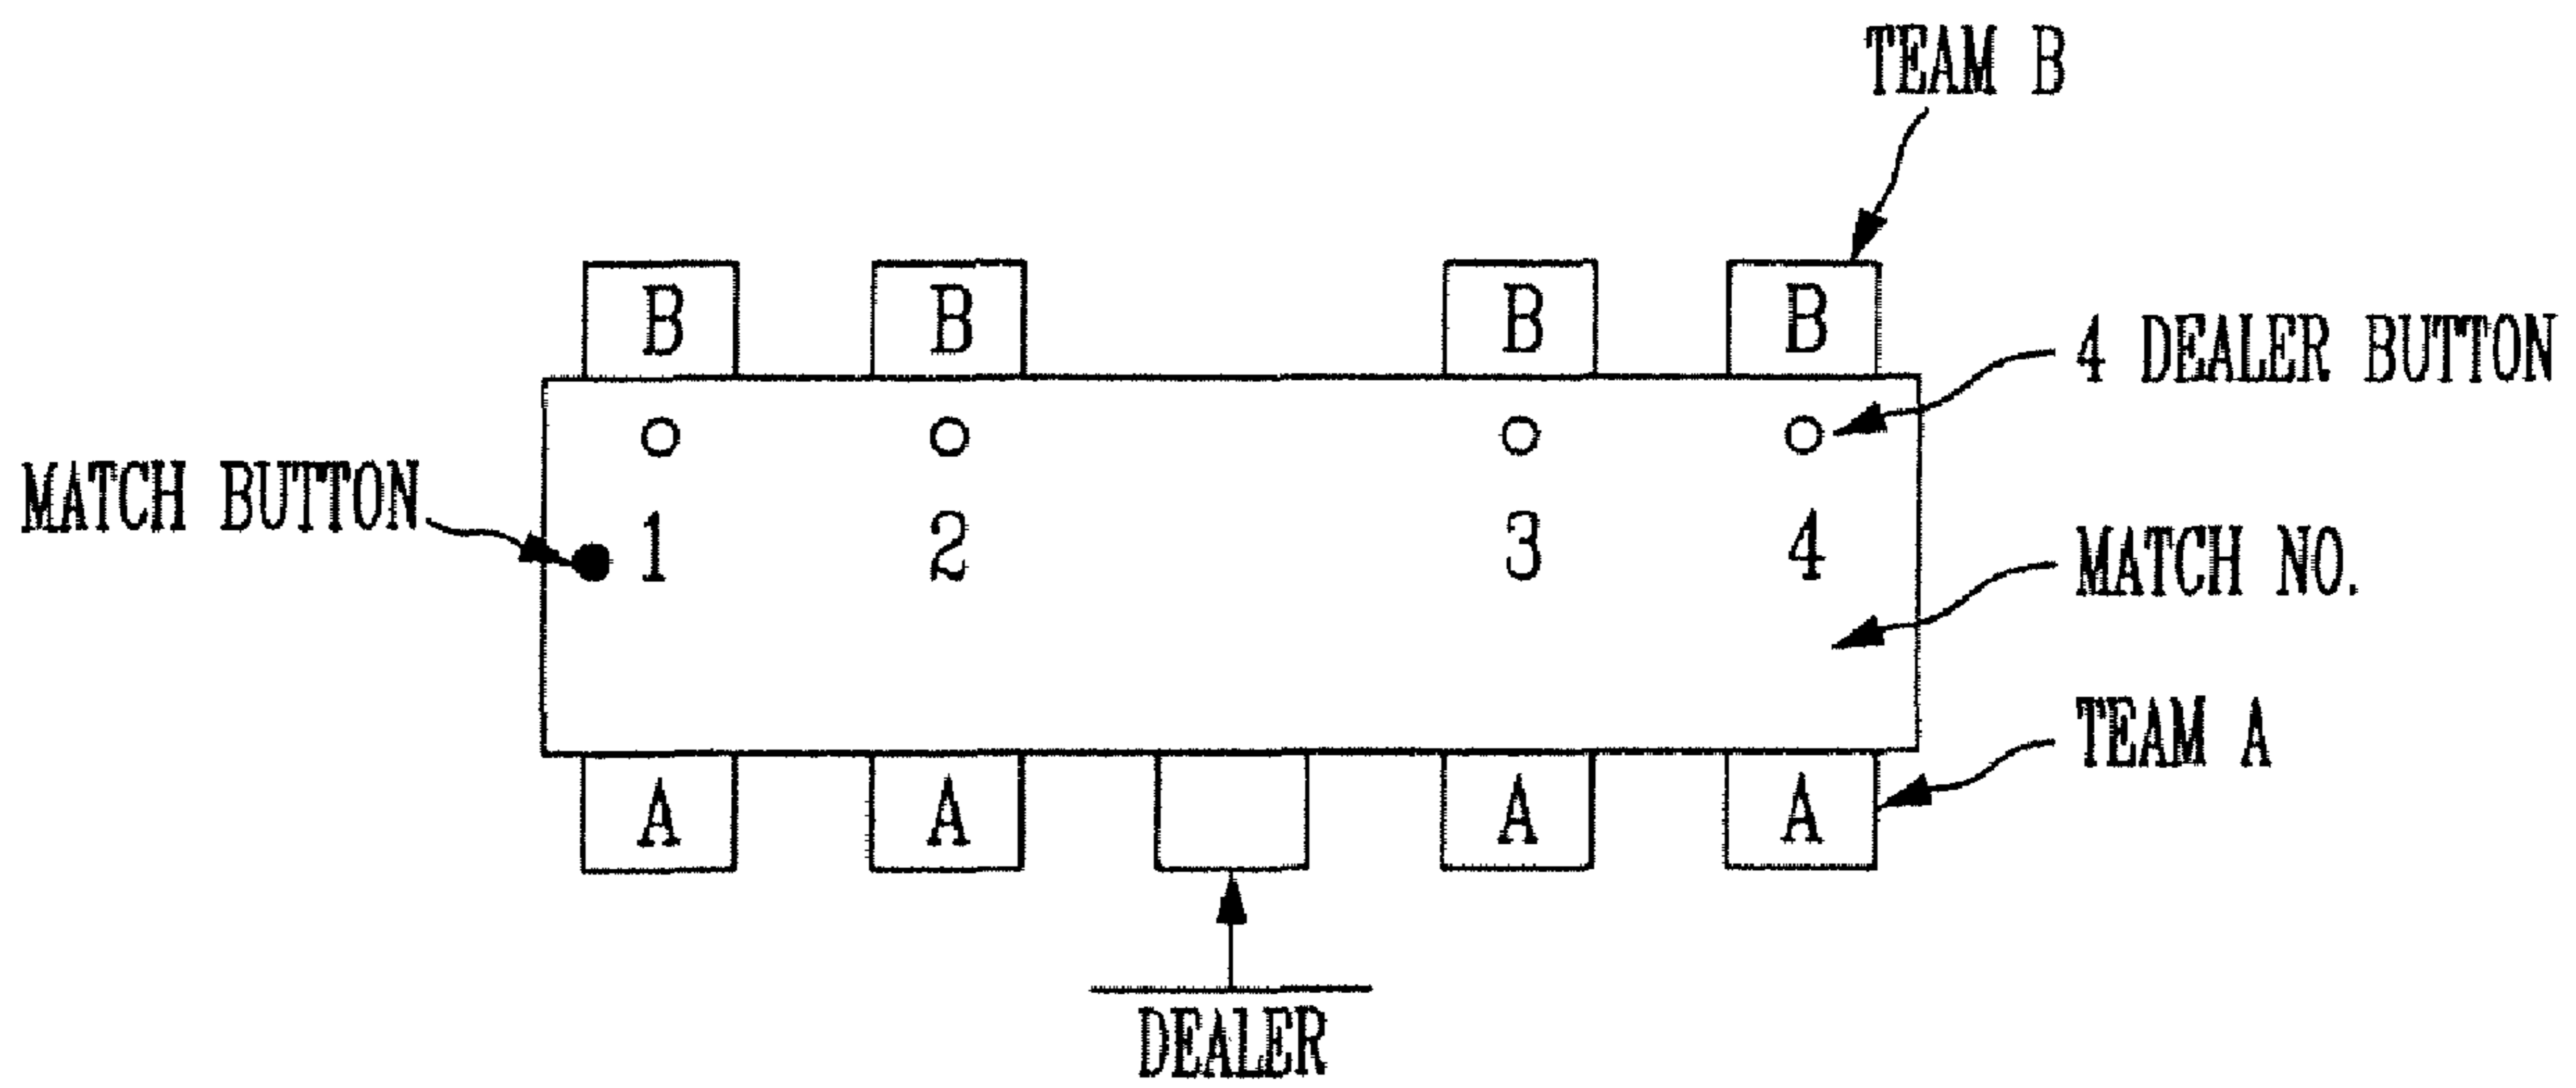 TEAM B
B B B B
4 DEALER BUTTON
MATCH BUTTON
1 2 3 4
MATCH NO.
TEAM A
A A A A
DEALER